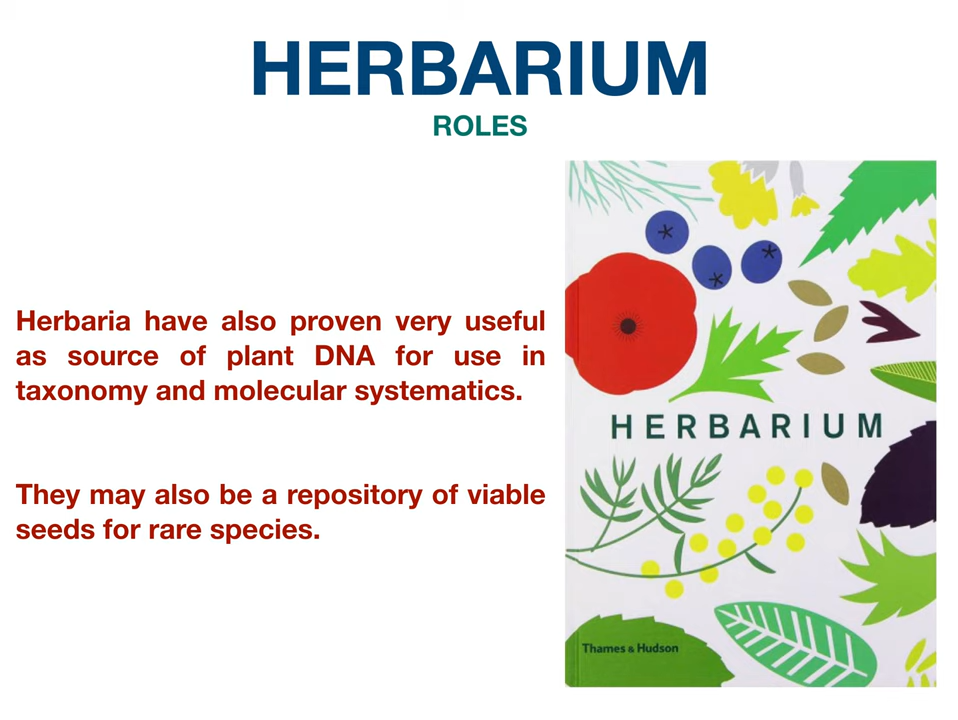 HERBARIUM
ROLES
Herbaria have also proven very useful
as source of plant DNA for use in
taxonomy and molecular systematics.
They may also be a repository of viable
seeds for rare species.
HERBARIUM
Thames & Hudson